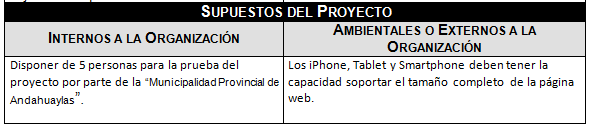 SUPUESTOS DEL PROYECTO
INTERNOS A LA ORGANIZACIÓN
AMBIENTALES O EXTERNOS A LA
ORGANIZACIÓN
Disponer de 5 personas para la prueba del
proyecto por parte de la “Municipalidad Provincial de
Andahuaylas”.
Los iPhone, Tablet y Smartphone deben tener la
capacidad soportar el tamaño completo de la página
web.